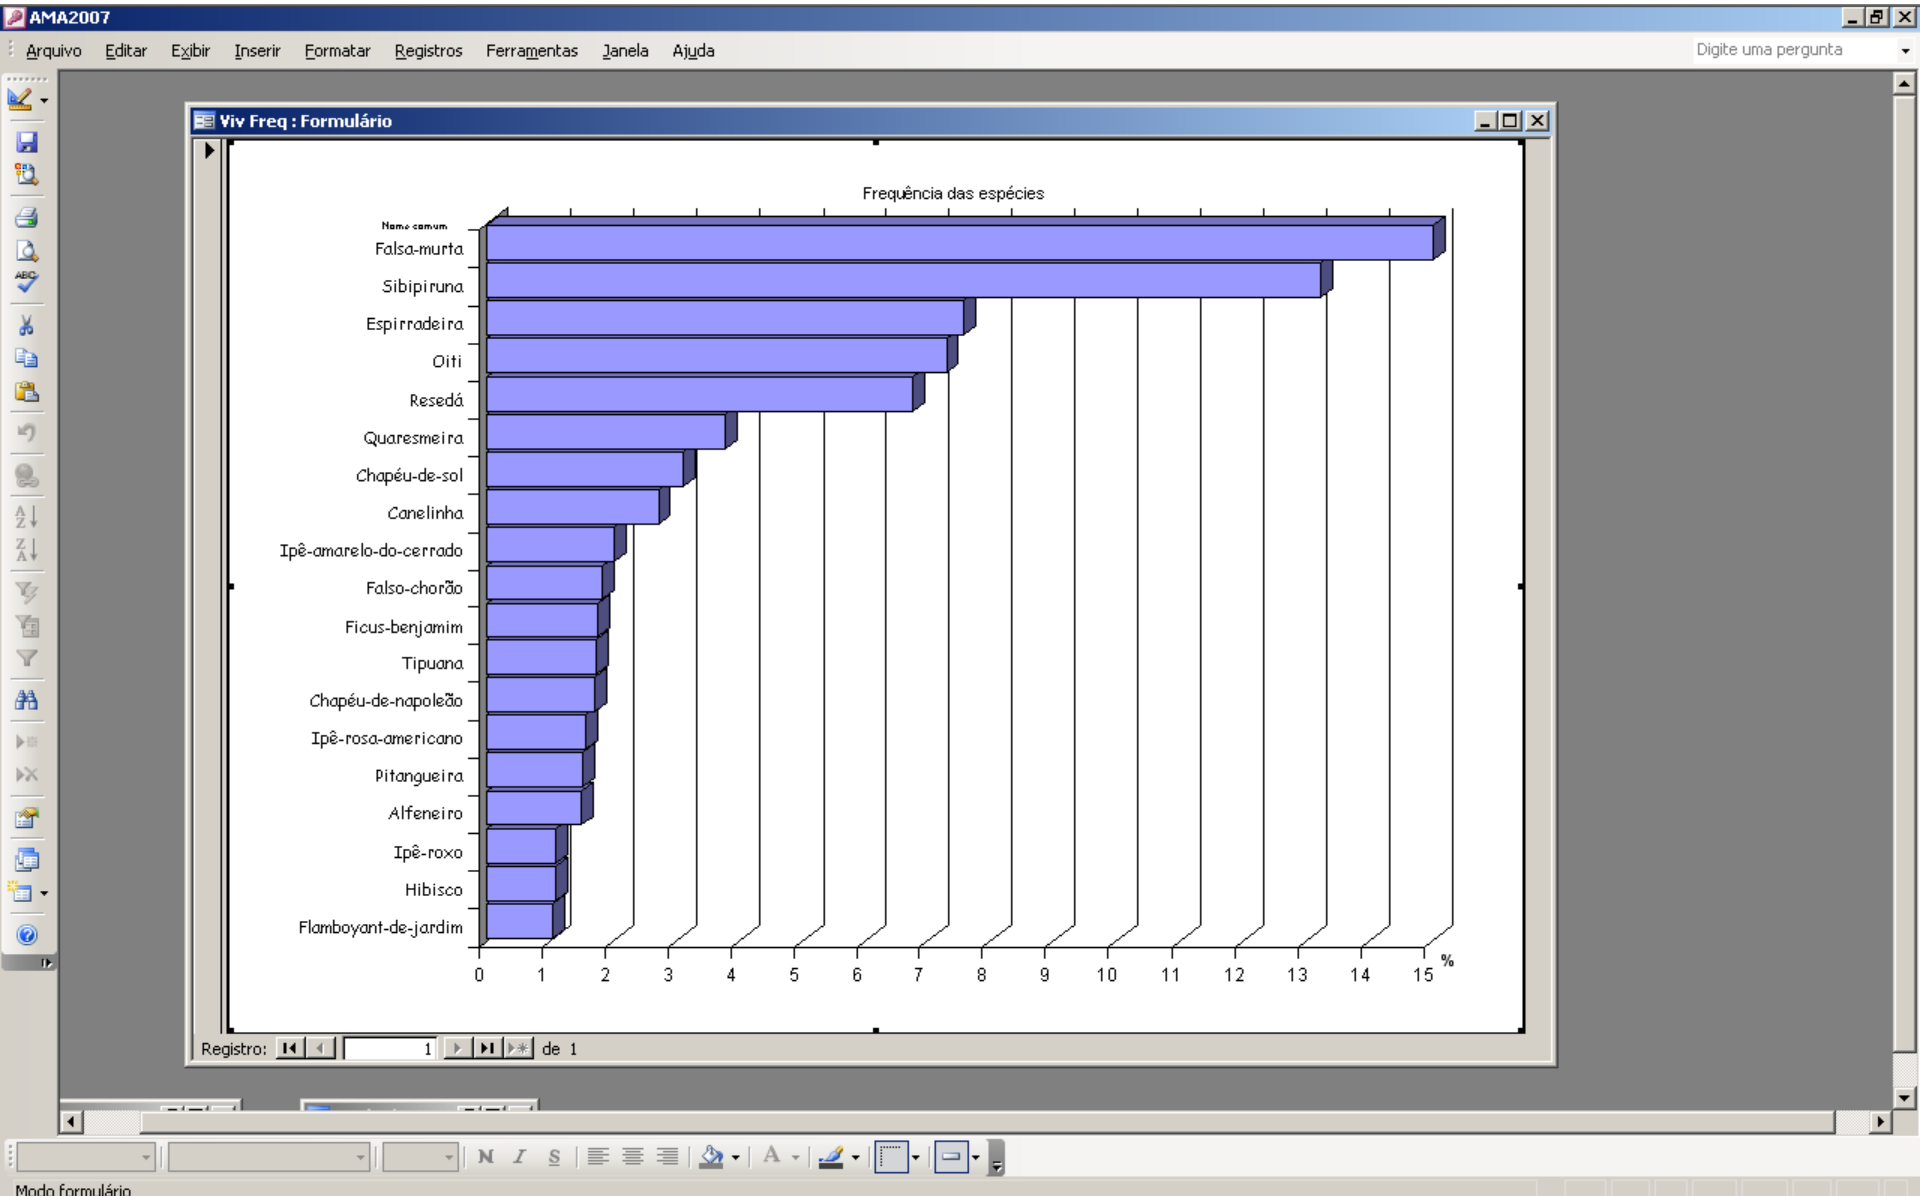 AMA2007
Arquivo Editar Exibir Inserir Formatar Registros Ferramentas Janela Ajuda Digite uma pergunta
Viv Freq : Formulário
Frequência das espécies
Nome comum
Falsa-murta
Sibipiruna
Espirradeira
Oiti
Resedá
Quaresmeira
Chapéu-de-sol
Canelinha
Ipê-amarelo-do-cerrado
Falso-chorão
Ficus-benjamim
Tipuana
Chapéu-de-napoleão
Ipê-rosa-americano
Pitangueira
Alfeneiro
Ipê-roxo
Hibisco
Flamboyant-de-jardim
0 1 2 3 4 5 6 7 8 9 10 11 12 13 14 15 %
Registro: 1 de 1
N I S A
Modo formulário